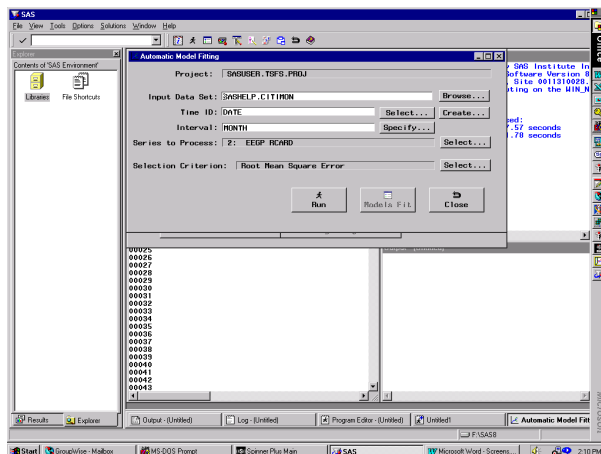 SAS
File View Tools Options Solutions Window Help
Explorer
Contents of 'SAS Environment'
Libraries
File Shortcuts
Automatic Model Fitting
Project: SASUSER.TSFS.PROJ
Input Data Set: SASHELP.CITIMON
Browse...
Time ID: DATE
Select...
Create...
Interval: MONTH
Specify...
Series to Process: 2: EEGP RCARD
Select...
Selection Criterion: Root Mean Square Error
Select...
Run
Models Fit
Close
SAS Institute In
Software Version 8
, Site 0011310028.
ting on the WIN_N
ed:
7.57 seconds
.78 seconds
00025
00026
00027
00028
00029
00030
00031
00032
00033
00034
00035
00036
00037
00038
00039
00040
00041
00042
00043
Results
Explorer
Output - (Untitled)
Log - (Untitled)
Program Editor - (Untitled)
Untitled1
Automatic Model Fitt
F:\SAS8
Start
GroupWise - Mailbox
MS-DOS Prompt
Spinner Plus Main
SAS
Microsoft Word - Screens...
2:10 PM
Office